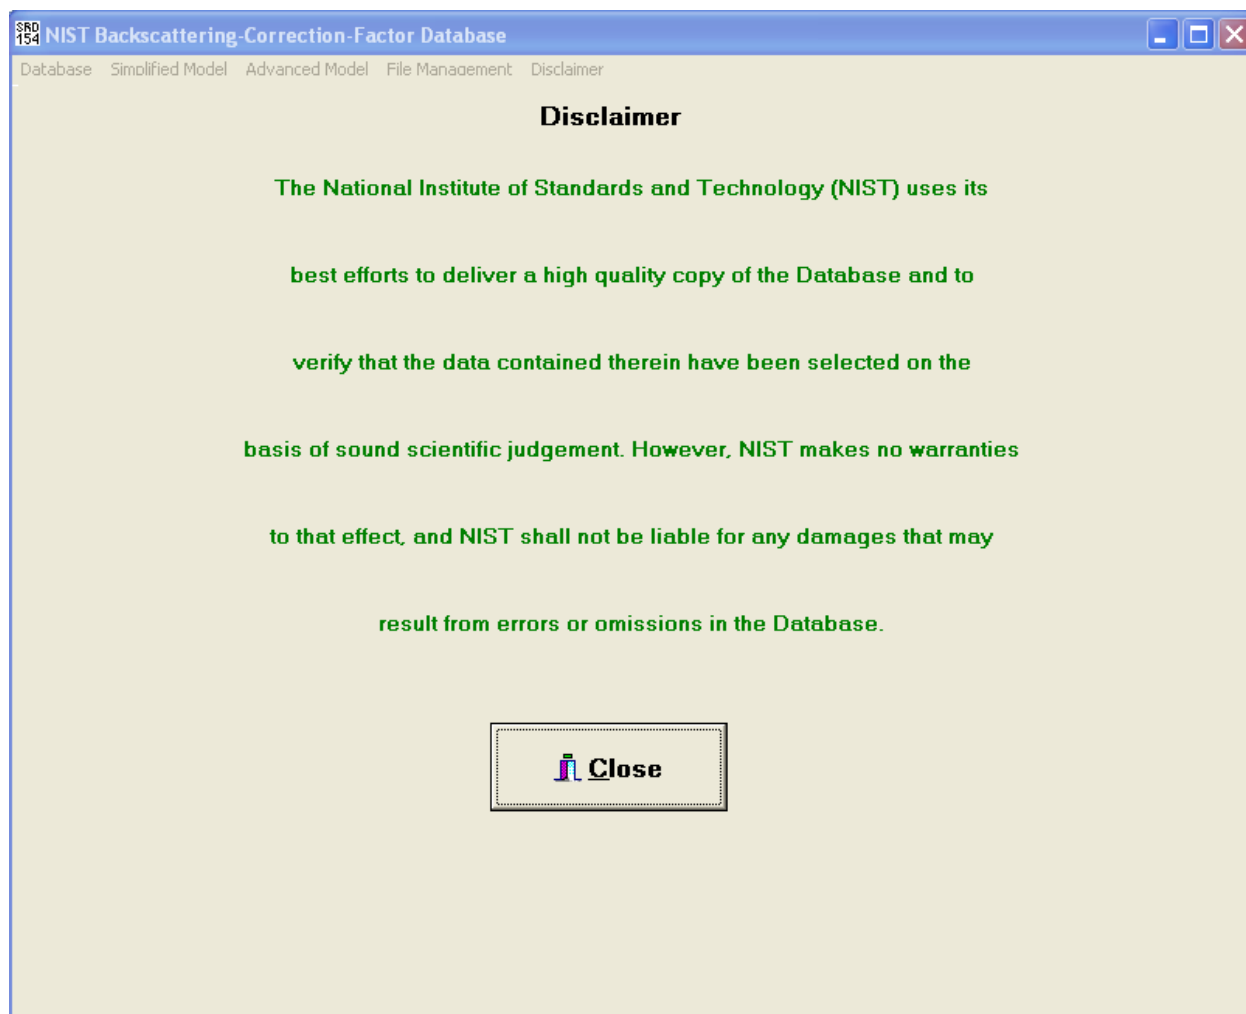 SRD
154
NIST Backscattering-Correction-Factor Database
Database Simplified Model Advanced Model File Management Disclaimer
Disclaimer
The National Institute of Standards and Technology (NIST) uses its
best efforts to deliver a high quality copy of the Database and to
verify that the data contained therein have been selected on the
basis of sound scientific judgement. However, NIST makes no warranties
to that effect, and NIST shall not be liable for any damages that may
result from errors or omissions in the Database.
Close